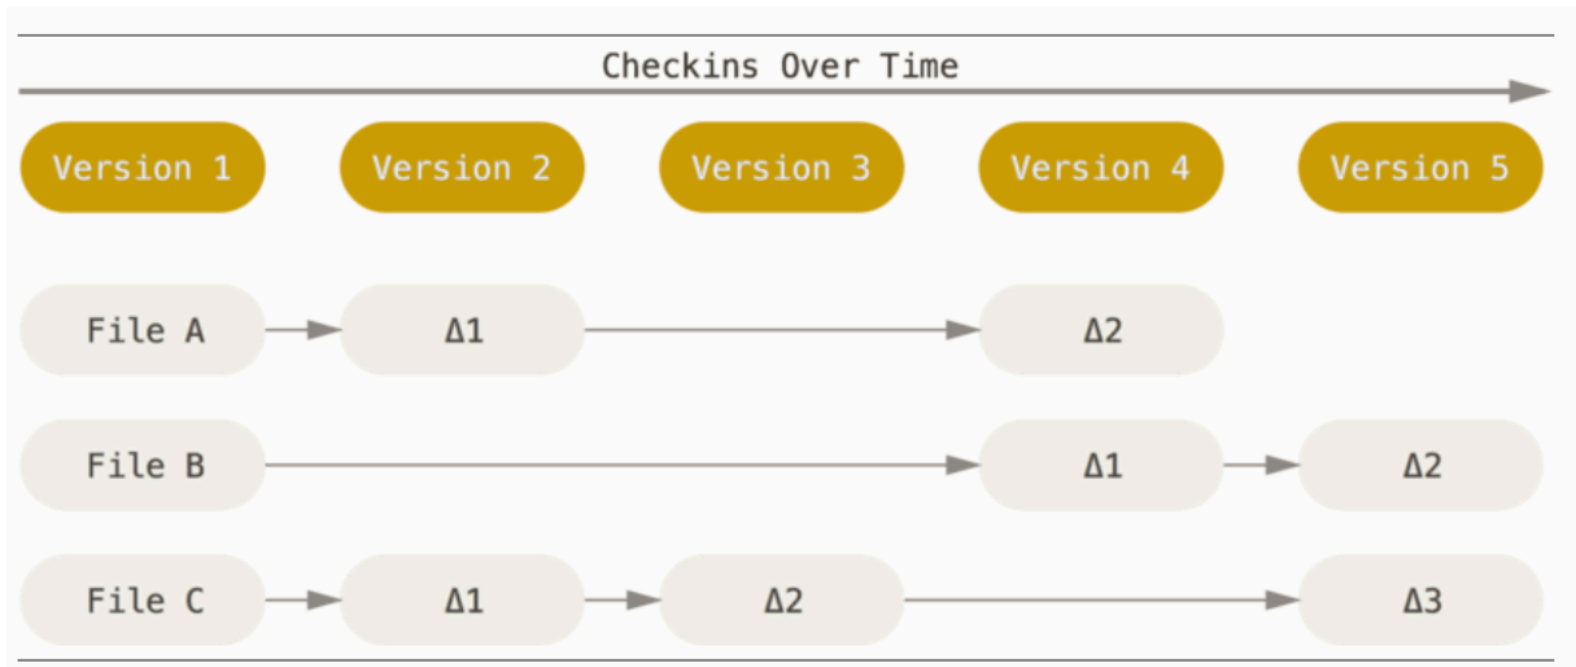 Checkins Over Time
Version 1 Version 2 Version 3 Version 4 Version 5
File A Δ1 Δ2
File B Δ1 Δ2
File C Δ1 Δ2 Δ3